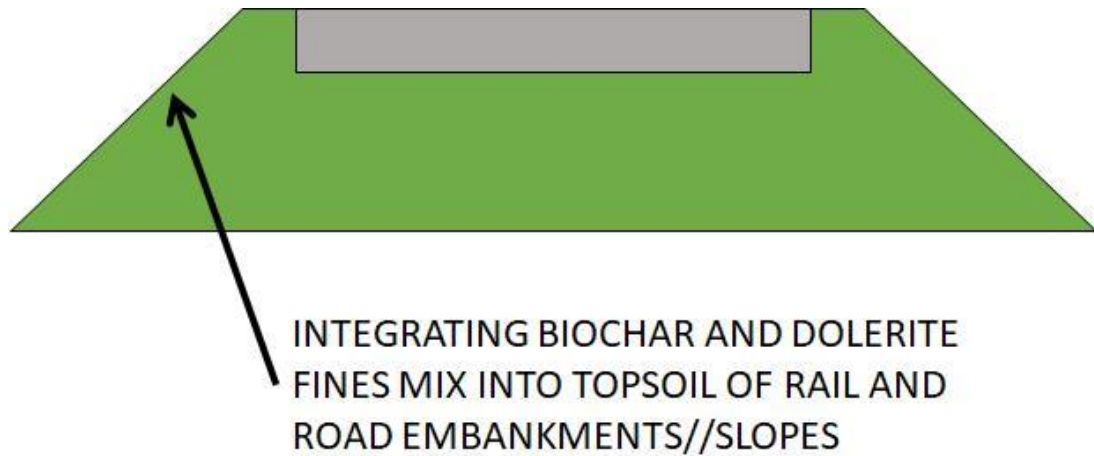 INTEGRATING BIOCHAR AND DOLERITE
FINES MIX INTO TOPSOIL OF RAIL AND
ROAD EMBANKMENTS//SLOPES